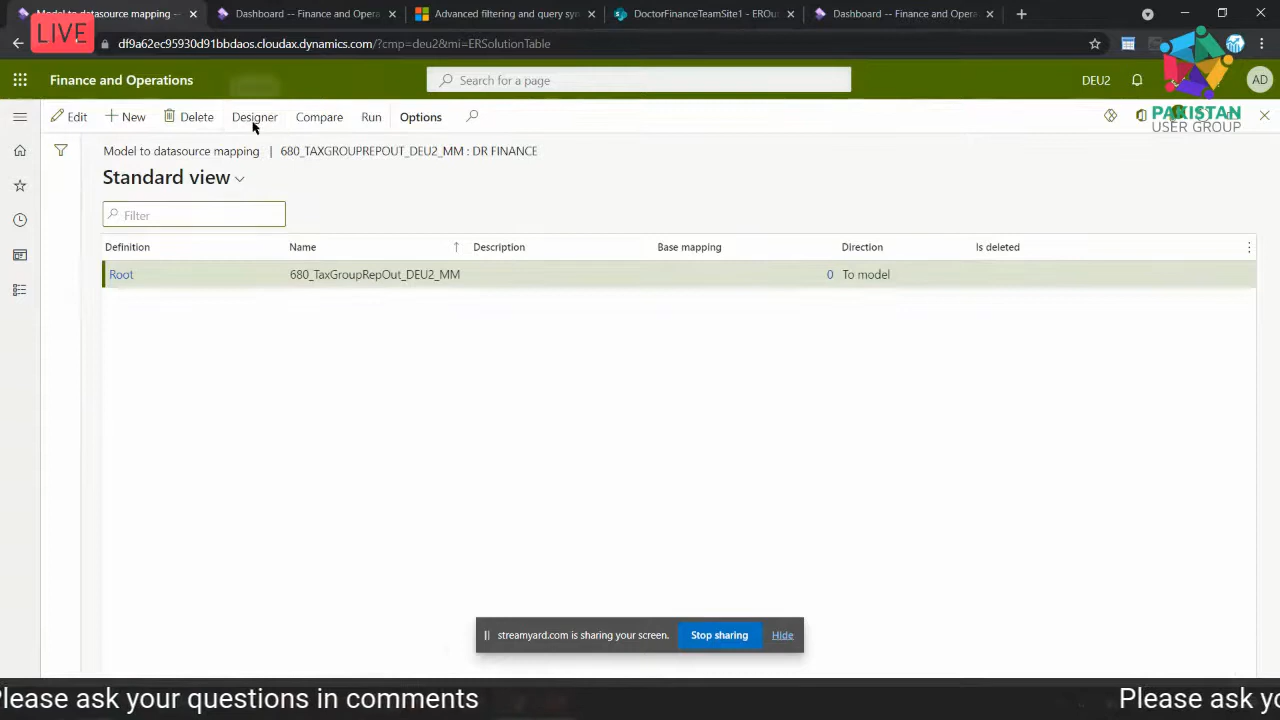 Model to datasource mapping --
Dashboard -- Finance and Opera
Advanced filtering and query syn
DoctorFinanceTeamSite1 - ERO
Dashboard -- Finance and Operat
LIVE
df9a62ec95930d91bbdaos.cloudax.dynamics.com/?cmp=deu2&mi=ERSolutionTable
Finance and Operations
Search for a page
DEU2
AD
Edit
New
Delete
Designer
Compare
Run
Options
PAKISTAN
USER GROUP
Model to datasource mapping | 680_TAXGROUPREPOUT_DEU2_MM : DR FINANCE
Standard view
Filter
Definition
Name
Description
Base mapping
Direction
Is deleted
Root
680_TaxGroupRepOut_DEU2_MM
0
To model
streamyard.com is sharing your screen.
Stop sharing
Hide
Please ask your questions in comments
Please ask yo